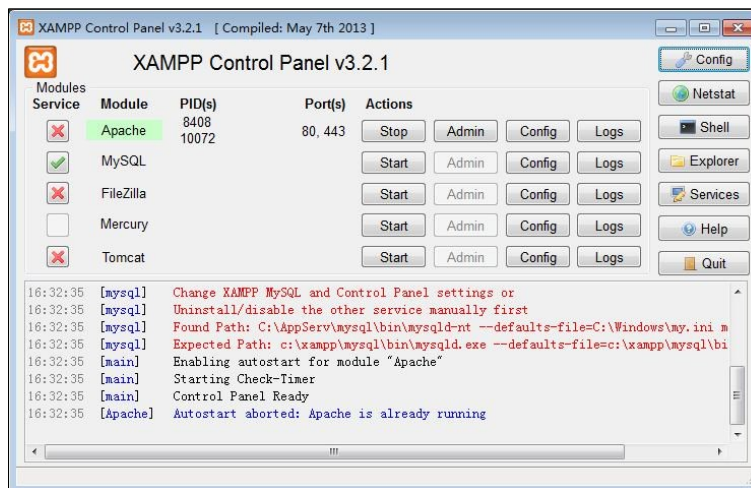 XAMPP Control Panel v3.2.1 [ Compiled: May 7th 2013 ]
XAMPP Control Panel v3.2.1
Config
Modules
Service Module PID(s) Port(s) Actions
Netstat
Apache 8408 10072 80, 443 Stop Admin Config Logs
Shell
MySQL Start Admin Config Logs
Explorer
FileZilla Start Admin Config Logs
Services
Mercury Start Admin Config Logs
Help
Tomcat Start Admin Config Logs
Quit
16:32:35 [mysql] Change XAMPP MySQL and Control Panel settings or
16:32:35 [mysql] Uninstall/disable the other service manually first
16:32:35 [mysql] Found Path: C:\AppServ\mysql\bin\mysqld-nt --defaults-file=C:\Windows\my.ini m
16:32:35 [mysql] Expected Path: c:\xampp\mysql\bin\mysqld.exe --defaults-file=c:\xampp\mysql\bi
16:32:35 [main] Enabling autostart for module "Apache"
16:32:35 [main] Starting Check-Timer
16:32:35 [main] Control Panel Ready
16:32:35 [Apache] Autostart aborted: Apache is already running